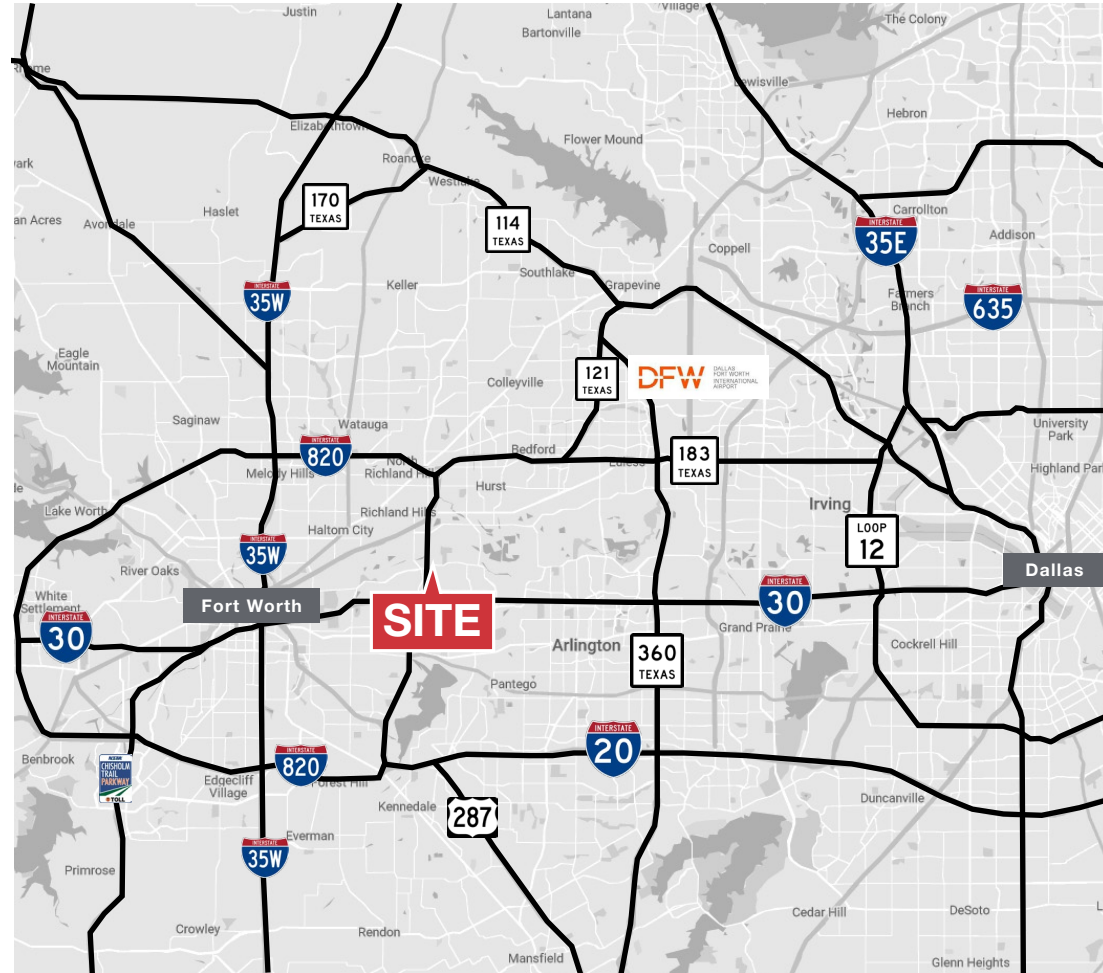 Justin
Lantana
Bartonville
Village
The Colony
Lewisville
Hebron
Flower Mound
Roanoke
Westlake
Haslet
170
TEXAS
114
TEXAS
Carrollton
INTERSTATE
35E
Addison
Coppell
Southlake
Grapevine
Keller
INTERSTATE
35W
Farmers
Branch
INTERSTATE
635
Eagle
Mountain
Colleyville
121
TEXAS
DFW
DALLAS
FORT WORTH
INTERNATIONAL
AIRPORT
Saginaw
Watauga
INTERSTATE
820
North
Richland Hills
Melody Hills
Bedford
Euless
183
TEXAS
University
Park
Highland Park
Hurst
Irving
Lake Worth
Richland Hills
Haltom City
LOOP
12
INTERSTATE
35W
River Oaks
Dallas
White
Settlement
Fort Worth
SITE
INTERSTATE
30
INTERSTATE
30
Grand Prairie
Arlington
Cockrell Hill
360
TEXAS
Pantego
Benbrook
CHISHOLM
TRAIL
PARKWAY
TOLL
INTERSTATE
820
INTERSTATE
20
Edgecliff
Village
Forest Hill
Kennedale
287
Duncanville
Everman
INTERSTATE
35W
Primrose
Crowley
Rendon
Mansfield
Cedar Hill
DeSoto
Glenn Heights